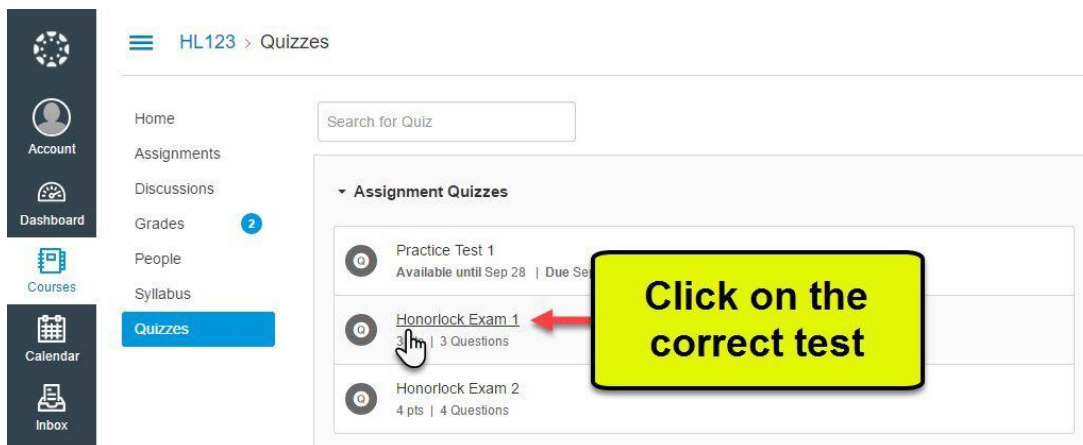 HL123 > Quizzes
Account
Dashboard
Courses
Calendar
Inbox
Home
Assignments
Discussions
Grades 2
People
Syllabus
Quizzes
Search for Quiz
Assignment Quizzes
Q
Practice Test 1
Available until Sep 28 | Due
Q
Honorlock Exam 1
| 3 Questions
Q
Honorlock Exam 2
4 pts | 4 Questions
Click on the
correct test